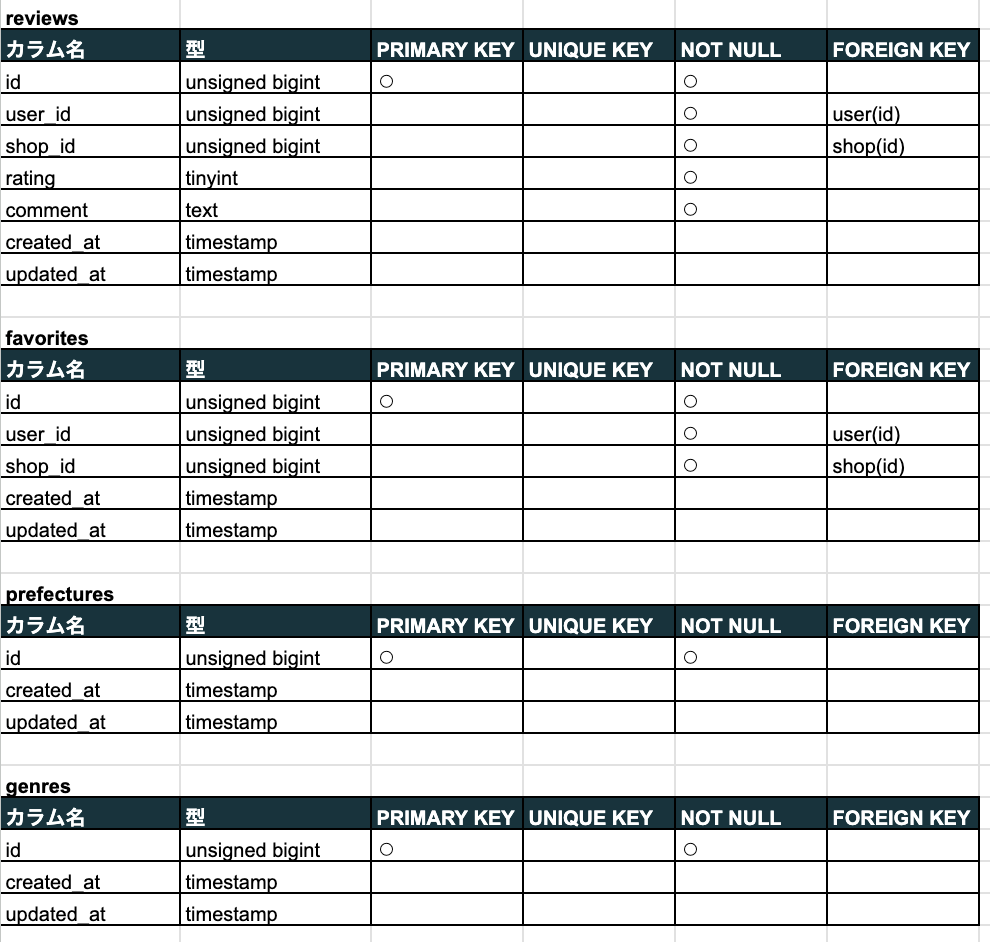 reviews
カラム名 型 PRIMARY KEY UNIQUE KEY NOT NULL FOREIGN KEY
id unsigned bigint ○ ○
user_id unsigned bigint ○ user(id)
shop_id unsigned bigint ○ shop(id)
rating tinyint ○
comment text ○
created_at timestamp
updated_at timestamp
favorites
カラム名 型 PRIMARY KEY UNIQUE KEY NOT NULL FOREIGN KEY
id unsigned bigint ○ ○
user_id unsigned bigint ○ user(id)
shop_id unsigned bigint ○ shop(id)
created_at timestamp
updated_at timestamp
prefectures
カラム名 型 PRIMARY KEY UNIQUE KEY NOT NULL FOREIGN KEY
id unsigned bigint ○ ○
created_at timestamp
updated_at timestamp
genres
カラム名 型 PRIMARY KEY UNIQUE KEY NOT NULL FOREIGN KEY
id unsigned bigint ○ ○
created_at timestamp
updated_at timestamp